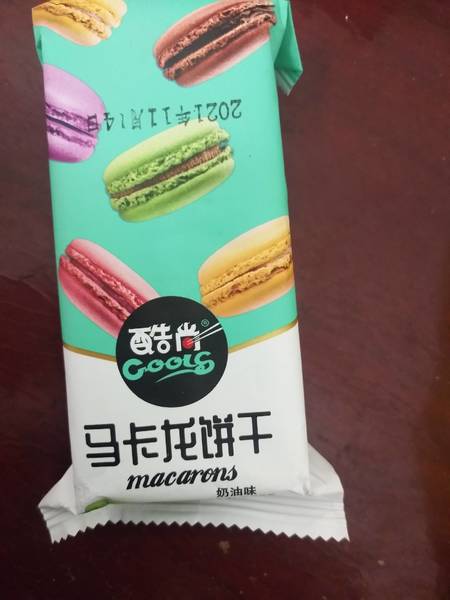 2021年11月14日
酷尚®
Cools
马卡龙饼干
macarons
奶油味